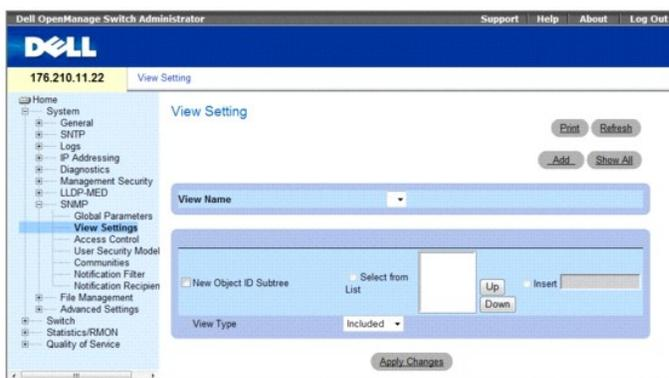 Dell OpenManage Switch Administrator
Support Help About Log Out
DELL
176.210.11.22
View Setting
Home
System
General
SNTP
Logs
IP Addressing
Diagnostics
Management Security
LLDP-MED
SNMP
Global Parameters
View Settings
Access Control
User Security Model
Communities
Notification Filter
Notification Recipien
File Management
Advanced Settings
Switch
Statistics/RMON
Quality of Service
View Setting
Print Refresh
Add Show All
View Name
New Object ID Subtree
Select from
List
Up
Down
Insert
View Type
Included
Apply Changes